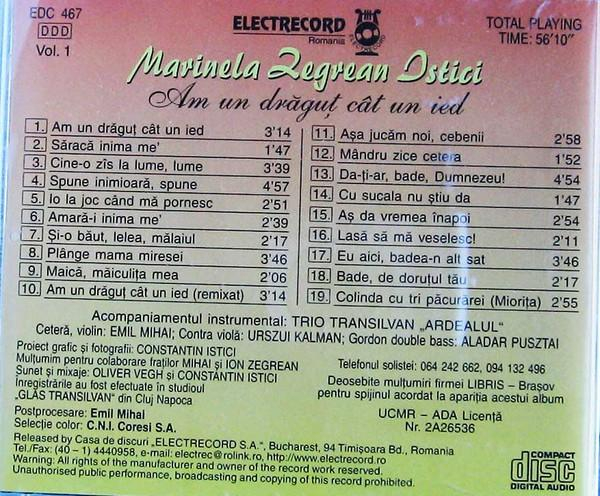 EDC 467
DDD
Vol. 1
ELECTRECORD
Romania
ELECTRECORD
TOTAL PLAYING
TIME: 56'10"
Marinela Zegrean Istici
Am un drăguț cât un ied
1. Am un drăguț cât un ied 3'14
2. Săracă inima me' 1'47
3. Cine-o zîs la lume, lume 3'39
4. Spune inimioară, spune 4'57
5. Io la joc când mă pornesc 2'51
6. Amară-i inima me' 2'39
7. Și-o băut, lelea, mălaiul 2'17
8. Plânge mama miresei 3'46
9. Maică, măiculița mea 2'06
10. Am un drăguț cât un ied (remixat) 3'14
11. Așa jucăm noi, cebenii 2'58
12. Mândru zice cetera 1'52
13. Da-ți-ar, bade, Dumnezeu! 4'54
14. Cu sucala nu știu da 1'47
15. Aș da vremea înapoi 2'54
16. Lasă să mă veselesc! 2'11
17. Eu aici, badea-n alt sat 3'46
18. Bade, de doruțul tău 2'17
19. Colinda cu tri păcurărei (Miorița) 2'55
Acompaniamentul instrumental: TRIO TRANSILVAN „ARDEALUL"
Ceteră, violin: EMIL MIHAI; Contra violă: URSZUI KALMAN; Gordon double bass: ALADAR PUSZTAI
Proiect grafic și fotografii: CONSTANTIN ISTICI
Mulțumim pentru colaborare fraților MIHAI și ION ZEGREAN
Sunet și mixaje: OLIVER VEGH și CONSTANTIN ISTICI
Înregistrările au fost efectuate în studioul
„GLAS TRANSILVAN" din Cluj Napoca
Postprocesare: Emil Mihai
Selecție color: C.N.I. Coresi S.A.
Telefonul solistei: 064 242 662, 094 132 496
Deosebite mulțumiri firmei LIBRIS - Brașov
pentru spijinul acordat la apariția acestui album
UCMR - ADA Licență
Nr. 2A26536
Released by Casa de discuri „ELECTRECORD S.A.", Bucharest, 94 Timișoara Bd., Romania
Tel./Fax: (40 - 1) 4440958, e-mail: electrec@rolink.ro, http://www.electrecord.ro
Warning: All rights of the manufacturer and owner of the record work reserved.
Unauthorised public performance, broadcasting and copying of this record prohibited.
COMPACT
disc
DIGITAL AUDIO